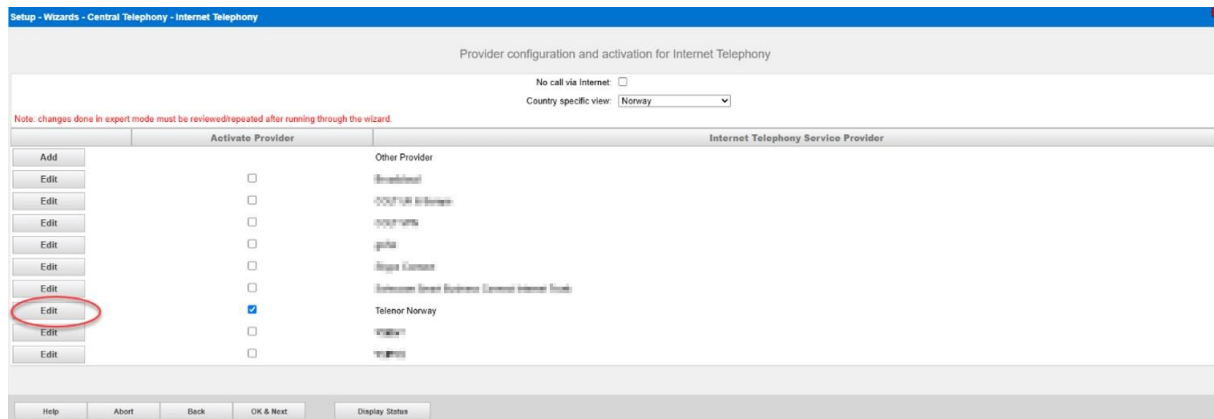 Setup - Wizards - Central Telephony - Internet Telephony
Provider configuration and activation for Internet Telephony
No call via Internet:
Country specific view: Norway
Note: changes done in expert mode must be reviewed/repeated after running through the wizard.
Activate Provider Internet Telephony Service Provider
Add Other Provider
Edit
Edit
Edit
Edit
Edit
Edit
Edit Telenor Norway
Edit
Edit
Help Abort Back OK & Next Display Status